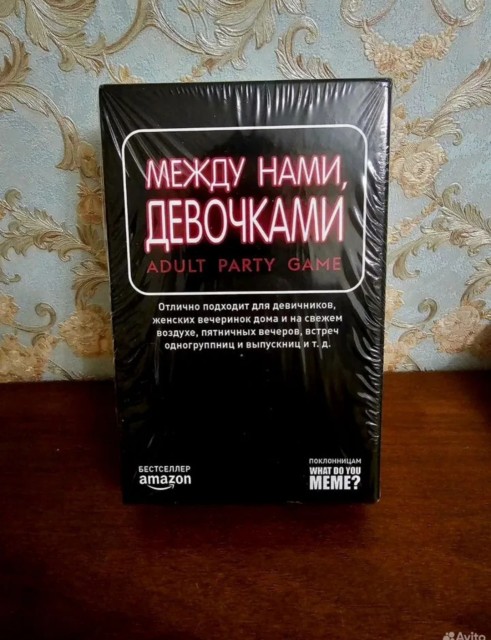 МЕЖДУ НАМИ,
ДЕВОЧКАМИ
ADULT PARTY GAME
Отлично подходит для девичников,
женских вечеринок дома и на свежем
воздухе, пятничных вечеров, встреч
одногруппниц и выпускниц и т. д.
БЕСТСЕЛЛЕР
amazon
ПОКЛОННИЦАМ
WHAT DO YOU
MEME?
Avito